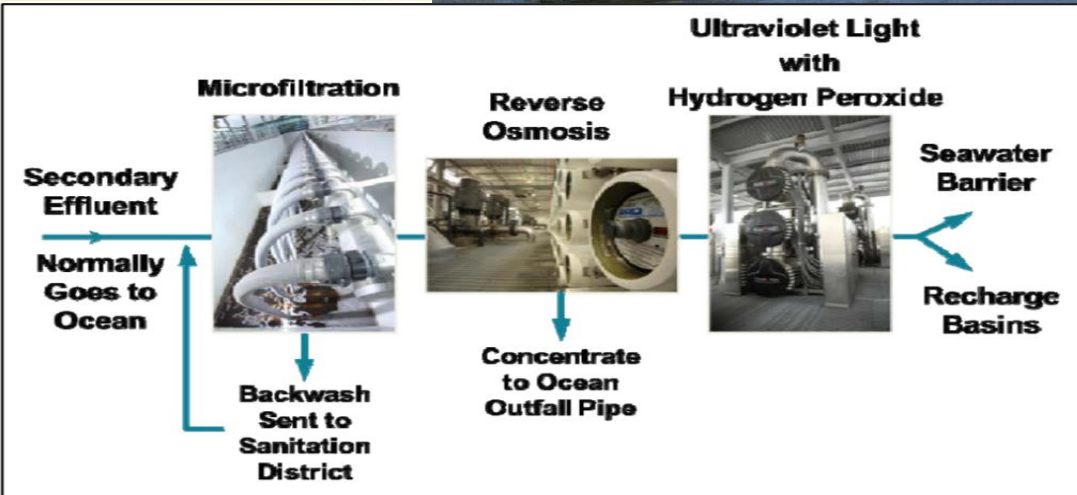 Microfiltration
Reverse
Osmosis
Ultraviolet Light
with
Hydrogen Peroxide
Secondary
Effluent
Normally
Goes to
Ocean
Seawater
Barrier
Recharge
Basins
Backwash
Sent to
Sanitation
District
Concentrate
to Ocean
Outfall Pipe